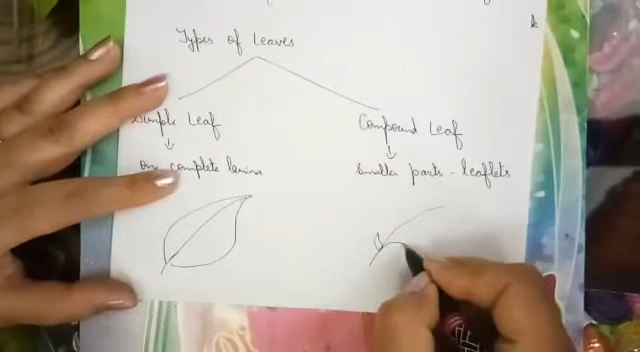 Types of Leaves
Simple Leaf
Compound Leaf
↓
↓
one complete lamina
Smaller parts - leaflets